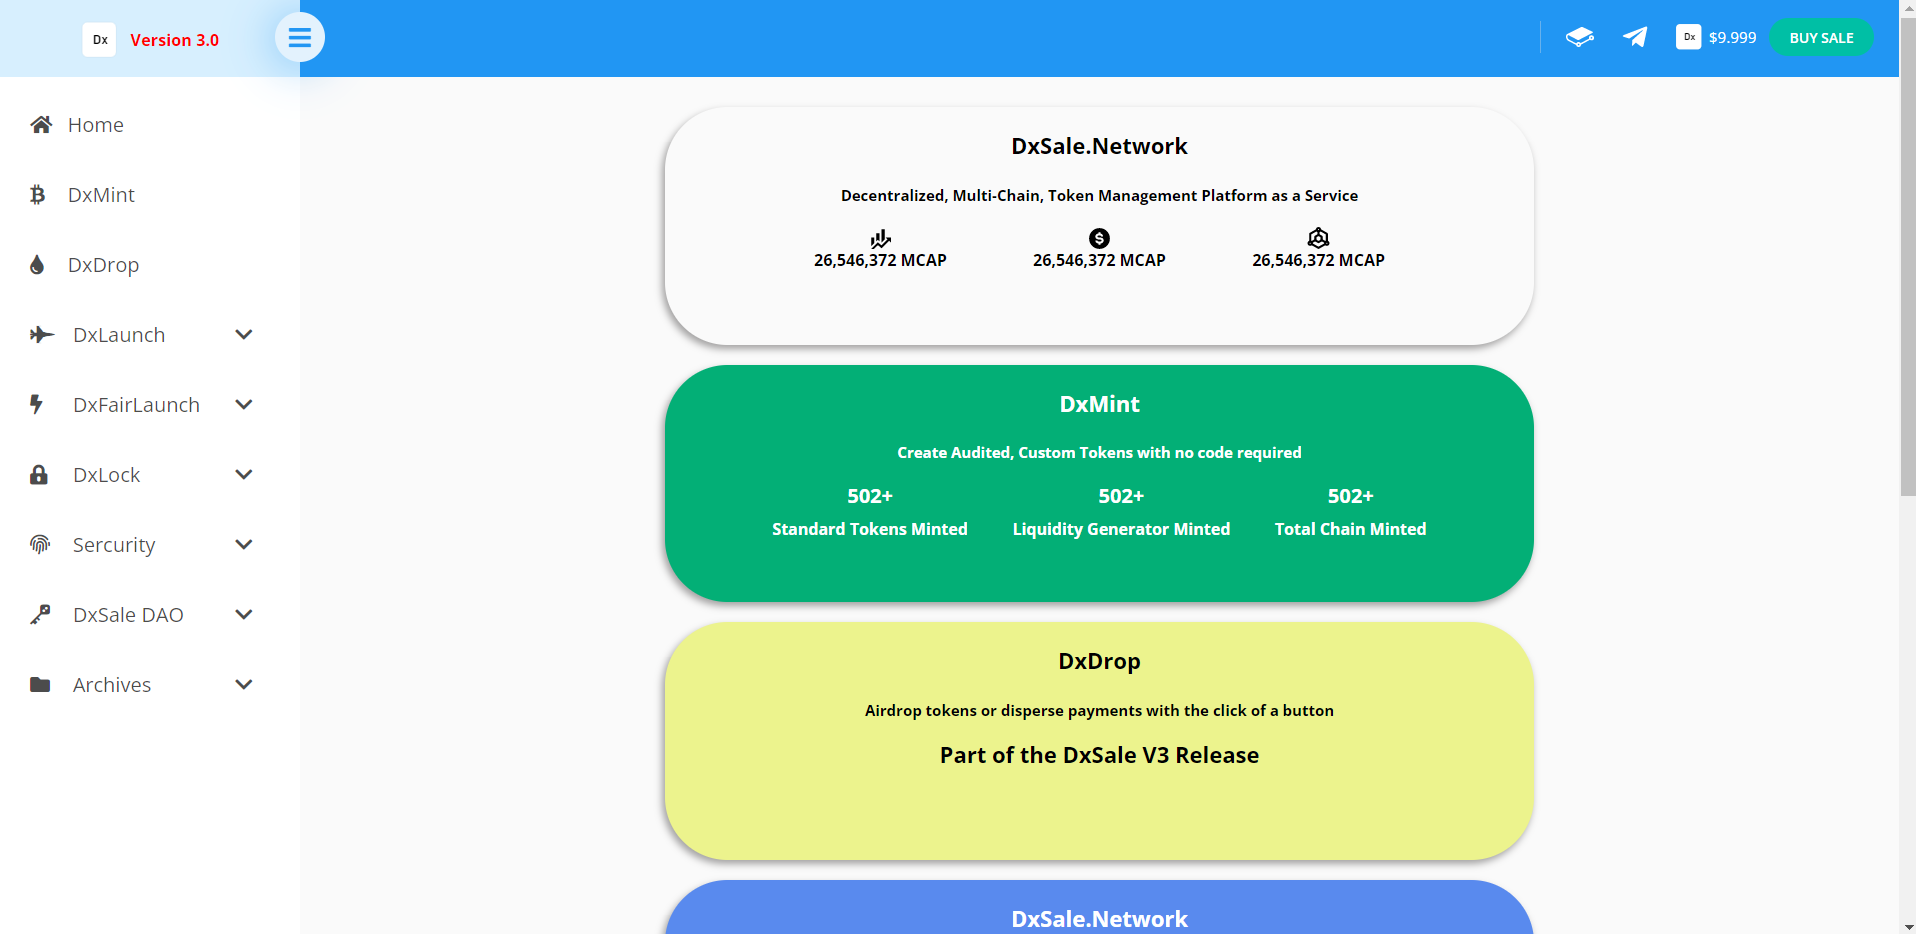 Dx Version 3.0
Dx $9.999 BUY SALE
Home
DxMint
DxDrop
DxLaunch
DxFairLaunch
DxLock
Sercurity
DxSale DAO
Archives
DxSale.Network
Decentralized, Multi-Chain, Token Management Platform as a Service
26,546,372 MCAP 26,546,372 MCAP 26,546,372 MCAP
DxMint
Create Audited, Custom Tokens with no code required
502+ 502+ 502+
Standard Tokens Minted Liquidity Generator Minted Total Chain Minted
DxDrop
Airdrop tokens or disperse payments with the click of a button
Part of the DxSale V3 Release
DxSale.Network